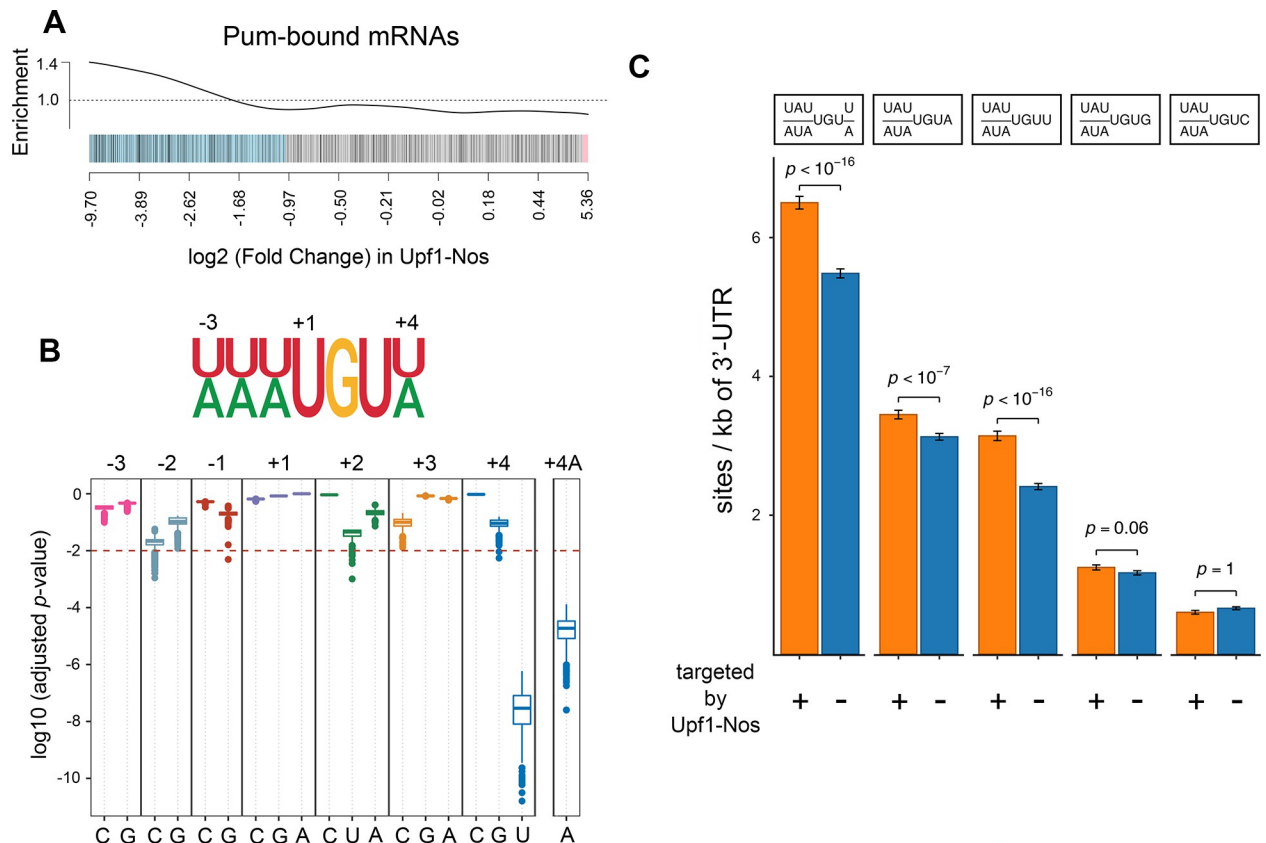 A
Pum-bound mRNAs
Enrichment
1.4
1.0
-9.70 -3.89 -2.62 -1.68 -0.97 -0.50 -0.21 -0.02 0.18 0.44 5.36
log2 (Fold Change) in Upf1-Nos
B
-3 +1 +4
UUUUGUU
AAA A
-3 -2 -1 +1 +2 +3 +4 +4A
log10 (adjusted p-value)
0
-2
-4
-6
-8
-10
C G C G C G C G A C U A C G A C G U A
C
UAU U UAU UAU UAU UAU
UGU UGUA UGUU UGUG UGUC
AUA A AUA AUA AUA AUA
sites / kb of 3’-UTR
6
4
2
p < 10−16
p < 10−7
p < 10−16
p = 0.06
p = 1
targeted
by
Upf1-Nos
+ - + - + - + - + -